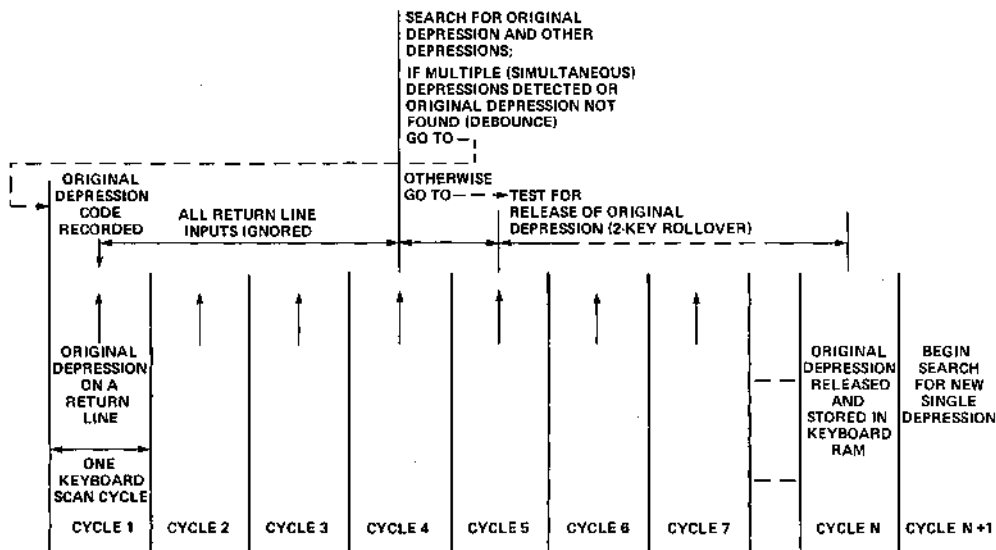 SEARCH FOR ORIGINAL
DEPRESSION AND OTHER
DEPRESSIONS;
IF MULTIPLE (SIMULTANEOUS)
DEPRESSIONS DETECTED OR
ORIGINAL DEPRESSION NOT
FOUND (DEBOUNCE)
GO TO
ORIGINAL
DEPRESSION
CODE
RECORDED
ALL RETURN LINE
INPUTS IGNORED
OTHERWISE
GO TO
TEST FOR
RELEASE OF ORIGINAL
DEPRESSION (2-KEY ROLLOVER)
ORIGINAL
DEPRESSION
ON A
RETURN
LINE
ONE
KEYBOARD
SCAN CYCLE
ORIGINAL
DEPRESSION
RELEASED
AND
STORED IN
KEYBOARD
RAM
BEGIN
SEARCH
FOR NEW
SINGLE
DEPRESSION
CYCLE 1
CYCLE 2
CYCLE 3
CYCLE 4
CYCLE 5
CYCLE 6
CYCLE 7
CYCLE N
CYCLE N +1